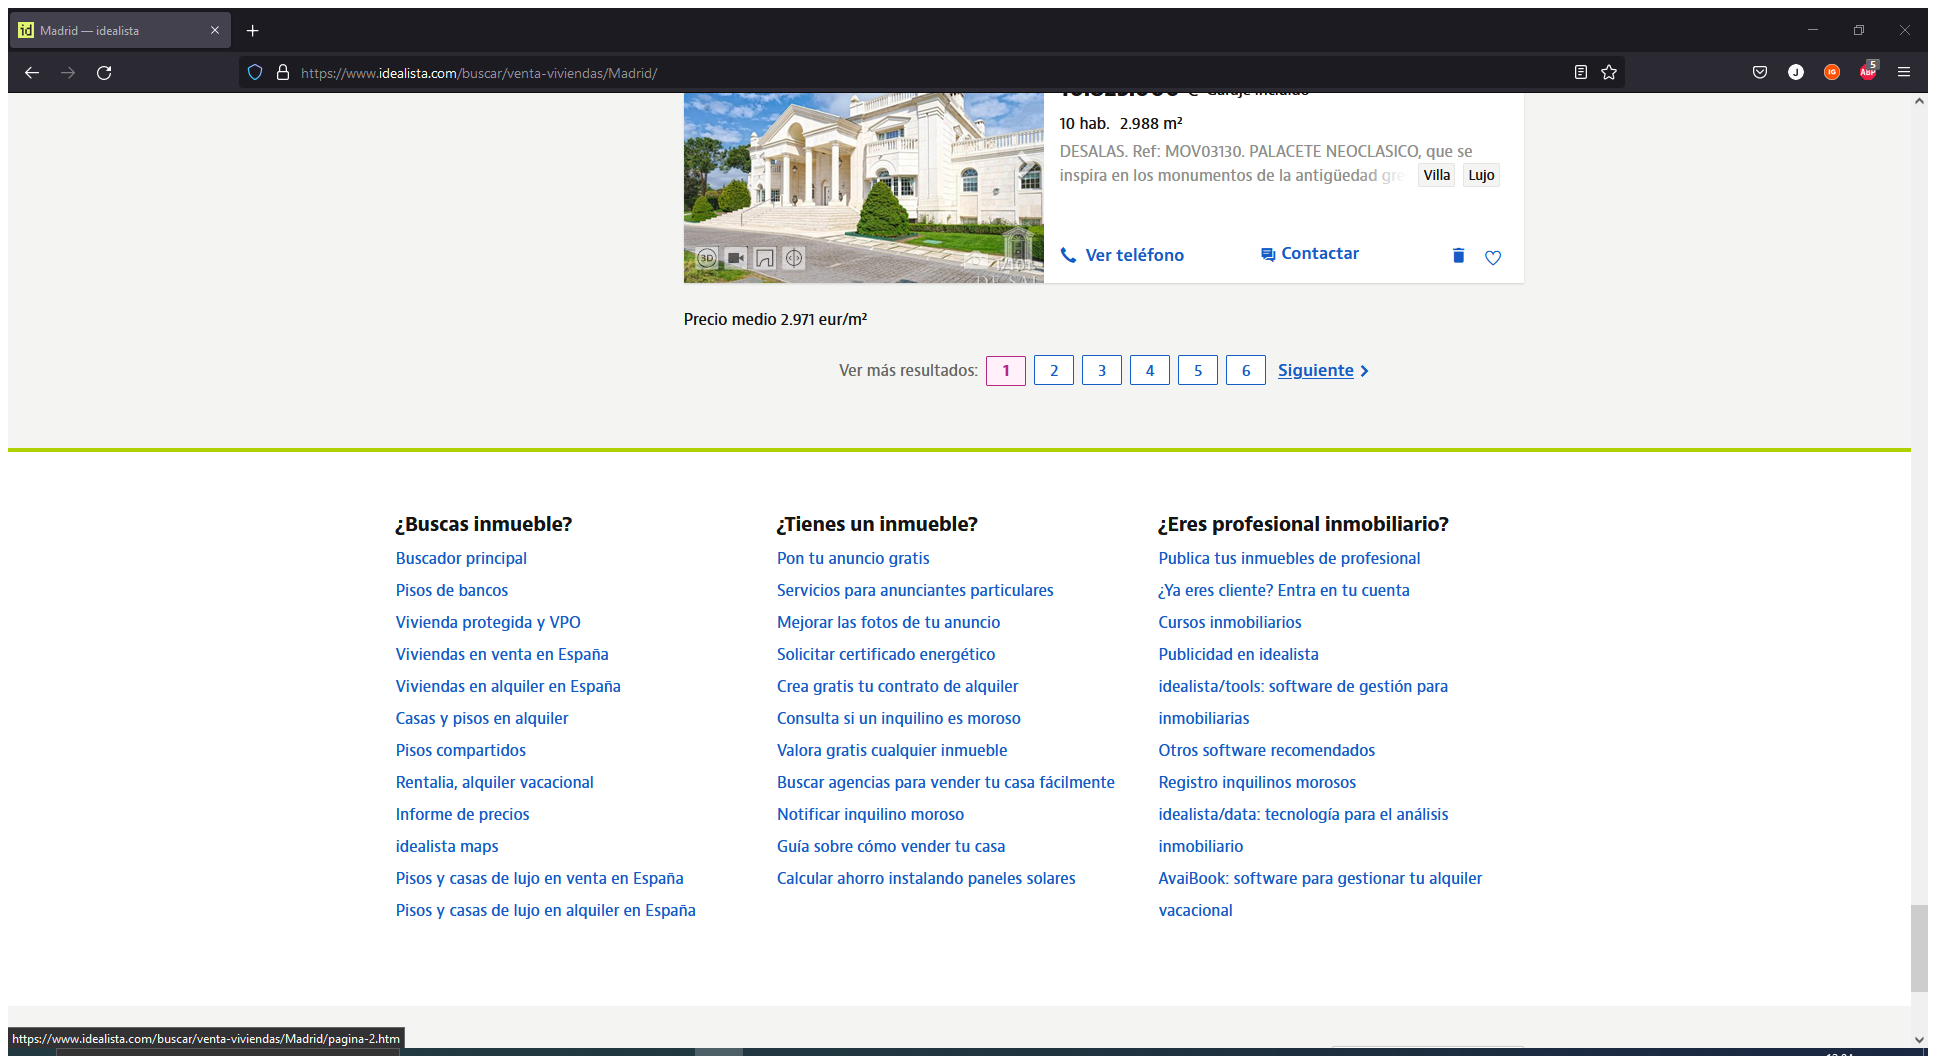 Madrid — idealista
https://www.idealista.com/buscar/venta-viviendas/Madrid/
J
IG
ABP
5
10 hab. 2.988 m²
DESALAS. Ref: MOV03130. PALACETE NEOCLASICO, que se
inspira en los monumentos de la antigüedad
Villa
Lujo
3D
Ver teléfono
Contactar
Precio medio 2.971 eur/m²
Ver más resultados: 1 2 3 4 5 6 Siguiente
¿Buscas inmueble?
Buscador principal
Pisos de bancos
Vivienda protegida y VPO
Viviendas en venta en España
Viviendas en alquiler en España
Casas y pisos en alquiler
Pisos compartidos
Rentalia, alquiler vacacional
Informe de precios
idealista maps
Pisos y casas de lujo en venta en España
Pisos y casas de lujo en alquiler en España
¿Tienes un inmueble?
Pon tu anuncio gratis
Servicios para anunciantes particulares
Mejorar las fotos de tu anuncio
Solicitar certificado energético
Crea gratis tu contrato de alquiler
Consulta si un inquilino es moroso
Valora gratis cualquier inmueble
Buscar agencias para vender tu casa fácilmente
Notificar inquilino moroso
Guía sobre cómo vender tu casa
Calcular ahorro instalando paneles solares
¿Eres profesional inmobiliario?
Publica tus inmuebles de profesional
¿Ya eres cliente? Entra en tu cuenta
Cursos inmobiliarios
Publicidad en idealista
idealista/tools: software de gestión para
inmobiliarias
Otros software recomendados
Registro inquilinos morosos
idealista/data: tecnología para el análisis
inmobiliario
AvaiBook: software para gestionar tu alquiler
vacacional
https://www.idealista.com/buscar/venta-viviendas/Madrid/pagina-2.htm